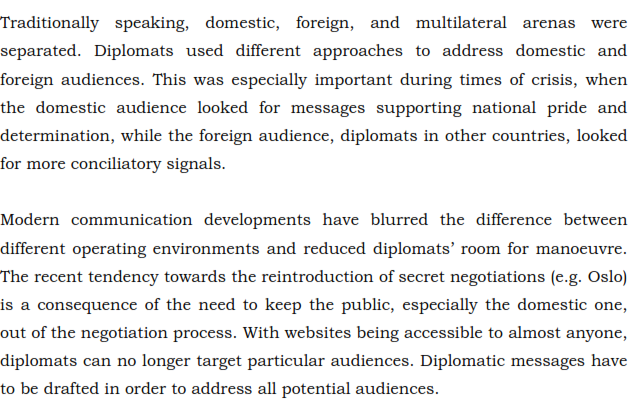 Traditionally speaking, domestic, foreign, and multilateral arenas were
separated. Diplomats used different approaches to address domestic and
foreign audiences. This was especially important during times of crisis, when
the domestic audience looked for messages supporting national pride and
determination, while the foreign audience, diplomats in other countries, looked
for more conciliatory signals.
Modern communication developments have blurred the difference between
different operating environments and reduced diplomats’ room for manoeuvre.
The recent tendency towards the reintroduction of secret negotiations (e.g. Oslo)
is a consequence of the need to keep the public, especially the domestic one,
out of the negotiation process. With websites being accessible to almost anyone,
diplomats can no longer target particular audiences. Diplomatic messages have
to be drafted in order to address all potential audiences.